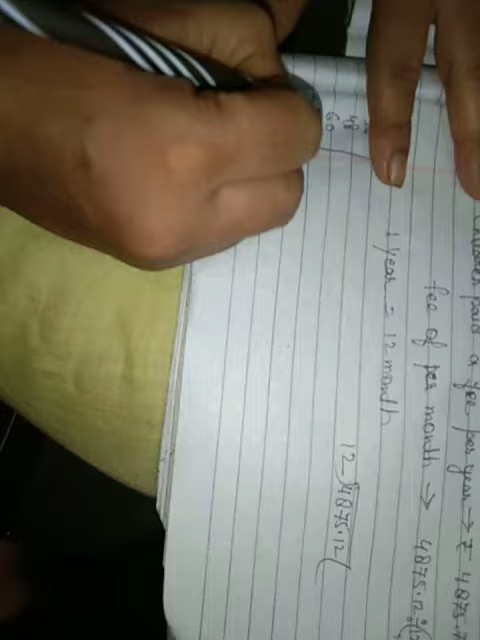 pays a fee per year → ₹ 4875.
fee of per month → 4875.12 ÷ 12
1 year = 12 month
12)4875.12(
48
60